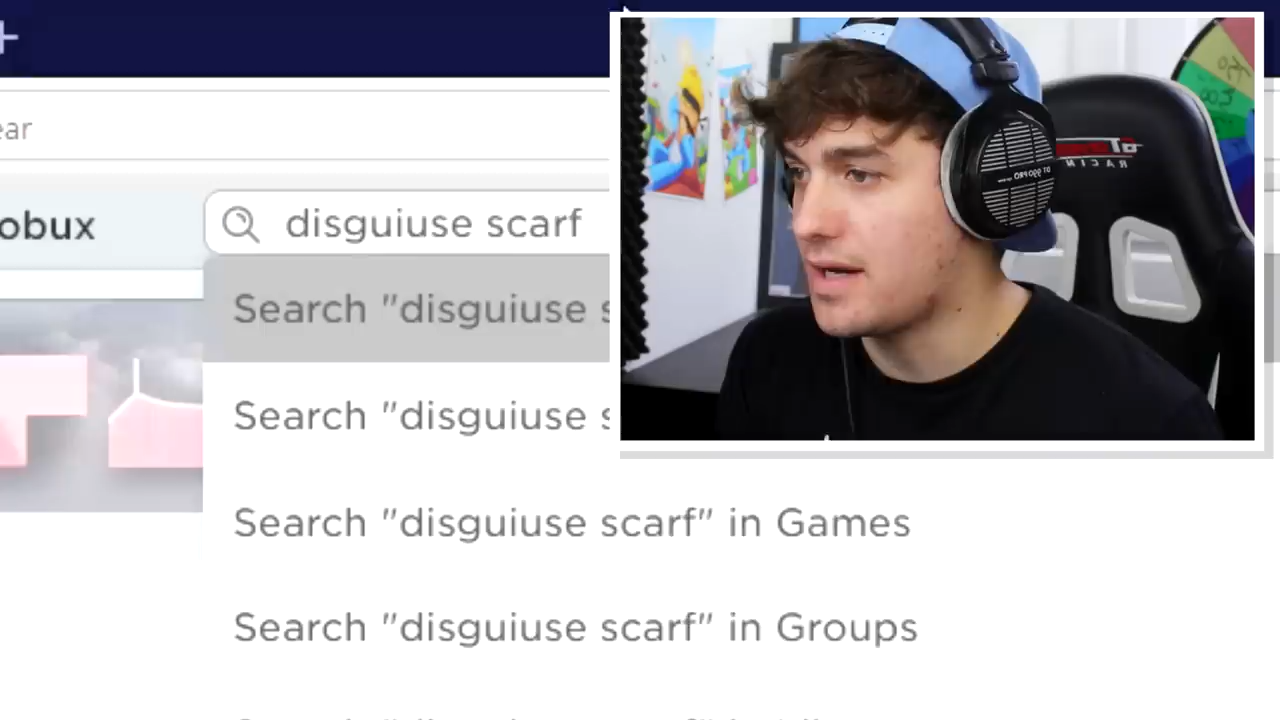 +
ear
obux
disguiuse scarf
Search "disguiuse s
Search "disguiuse s
Search "disguiuse scarf" in Games
Search "disguiuse scarf" in Groups